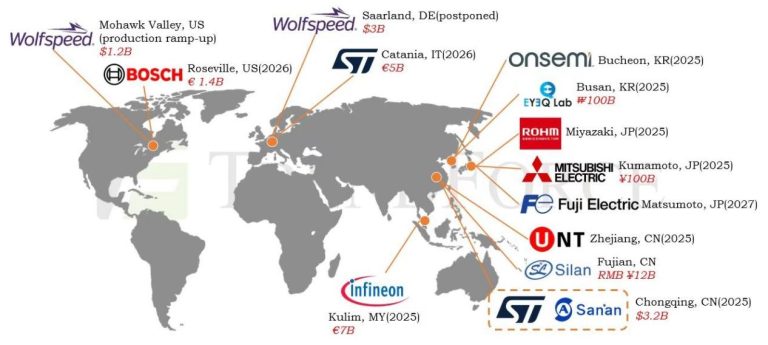 Wolfspeed
Mohawk Valley, US
(production ramp-up)
$1.2B
BOSCH
Roseville, US(2026)
€ 1.4B
Wolfspeed
Saarland, DE(postponed)
$3B
ST
Catania, IT(2026)
€5B
onsemi
Bucheon, KR(2025)
EYEQ Lab
Busan, KR(2025)
₩100B
ROHM
Miyazaki, JP(2025)
MITSUBISHI
ELECTRIC
Kumamoto, JP(2025)
¥100B
Fe Fuji Electric
Matsumoto, JP(2027)
UNT
Zhejiang, CN(2025)
SL Silan
Fujian, CN
RMB ¥12B
ST
Sanan
Chongqing, CN(2025)
$3.2B
infineon
Kulim, MY(2025)
€7B